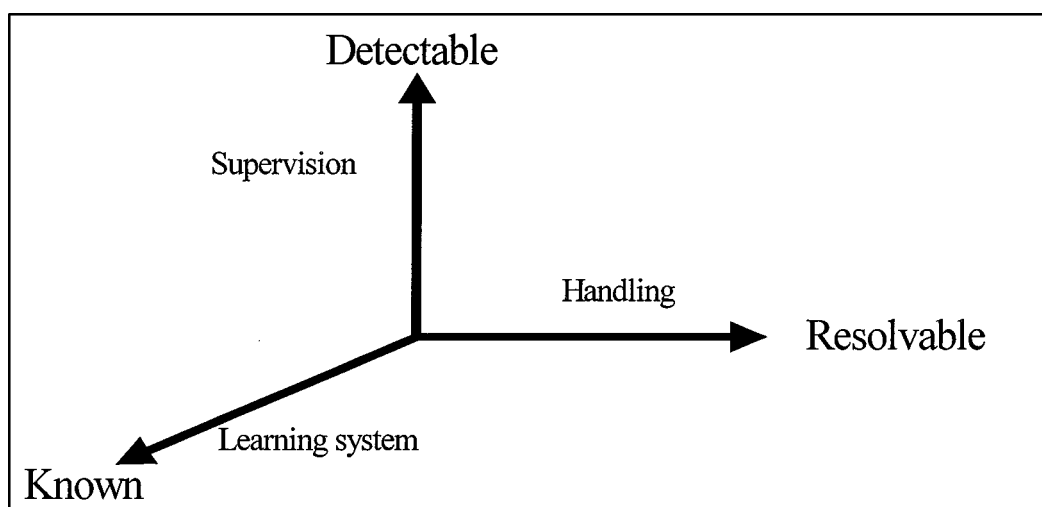 Detectable
Supervision
Handling
Resolvable
Learning system
Known